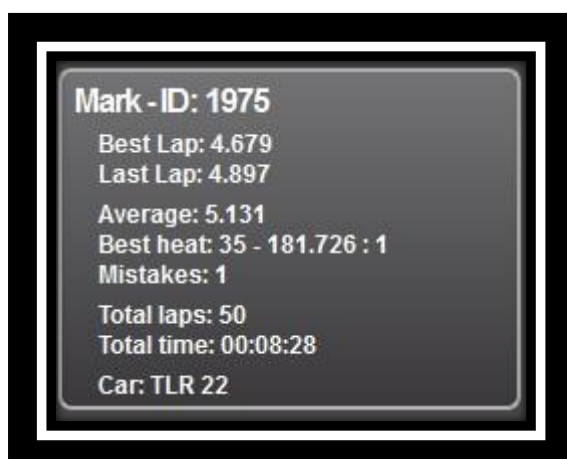 Mark - ID: 1975
Best Lap: 4.679
Last Lap: 4.897
Average: 5.131
Best heat: 35 - 181.726 : 1
Mistakes: 1
Total laps: 50
Total time: 00:08:28
Car: TLR 22